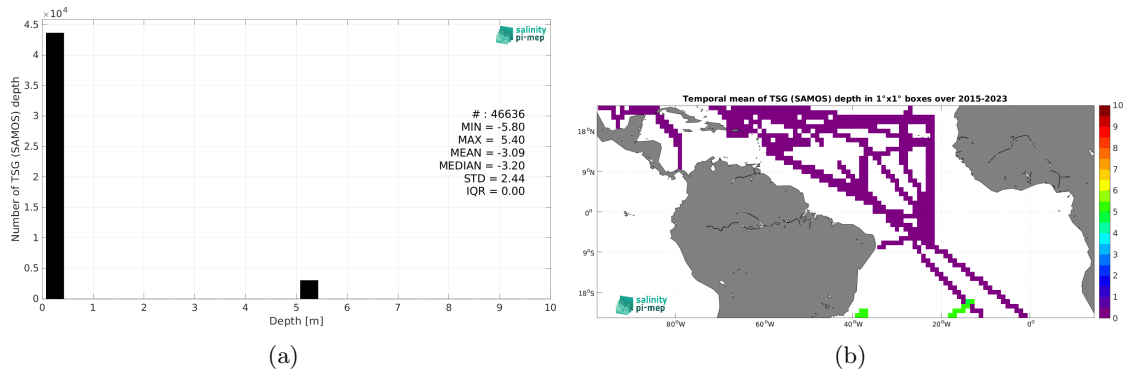 ×10⁴
4.5
4
3.5
3
2.5
2
1.5
1
0.5
0
Number of TSG (SAMOS) depth
salinity
pi-mep
# : 46636
MIN = -5.80
MAX = 5.40
MEAN = -3.09
MEDIAN = -3.20
STD = 2.44
IQR = 0.00
0 1 2 3 4 5 6 7 8 9 10
Depth [m]
(a)
Temporal mean of TSG (SAMOS) depth in 1°x1° boxes over 2015-2023
18°N
9°N
0°
9°S
18°S
salinity
pi-mep
80°W 60°W 40°W 20°W 0°
10
9
8
7
6
5
4
3
2
1
0
(b)